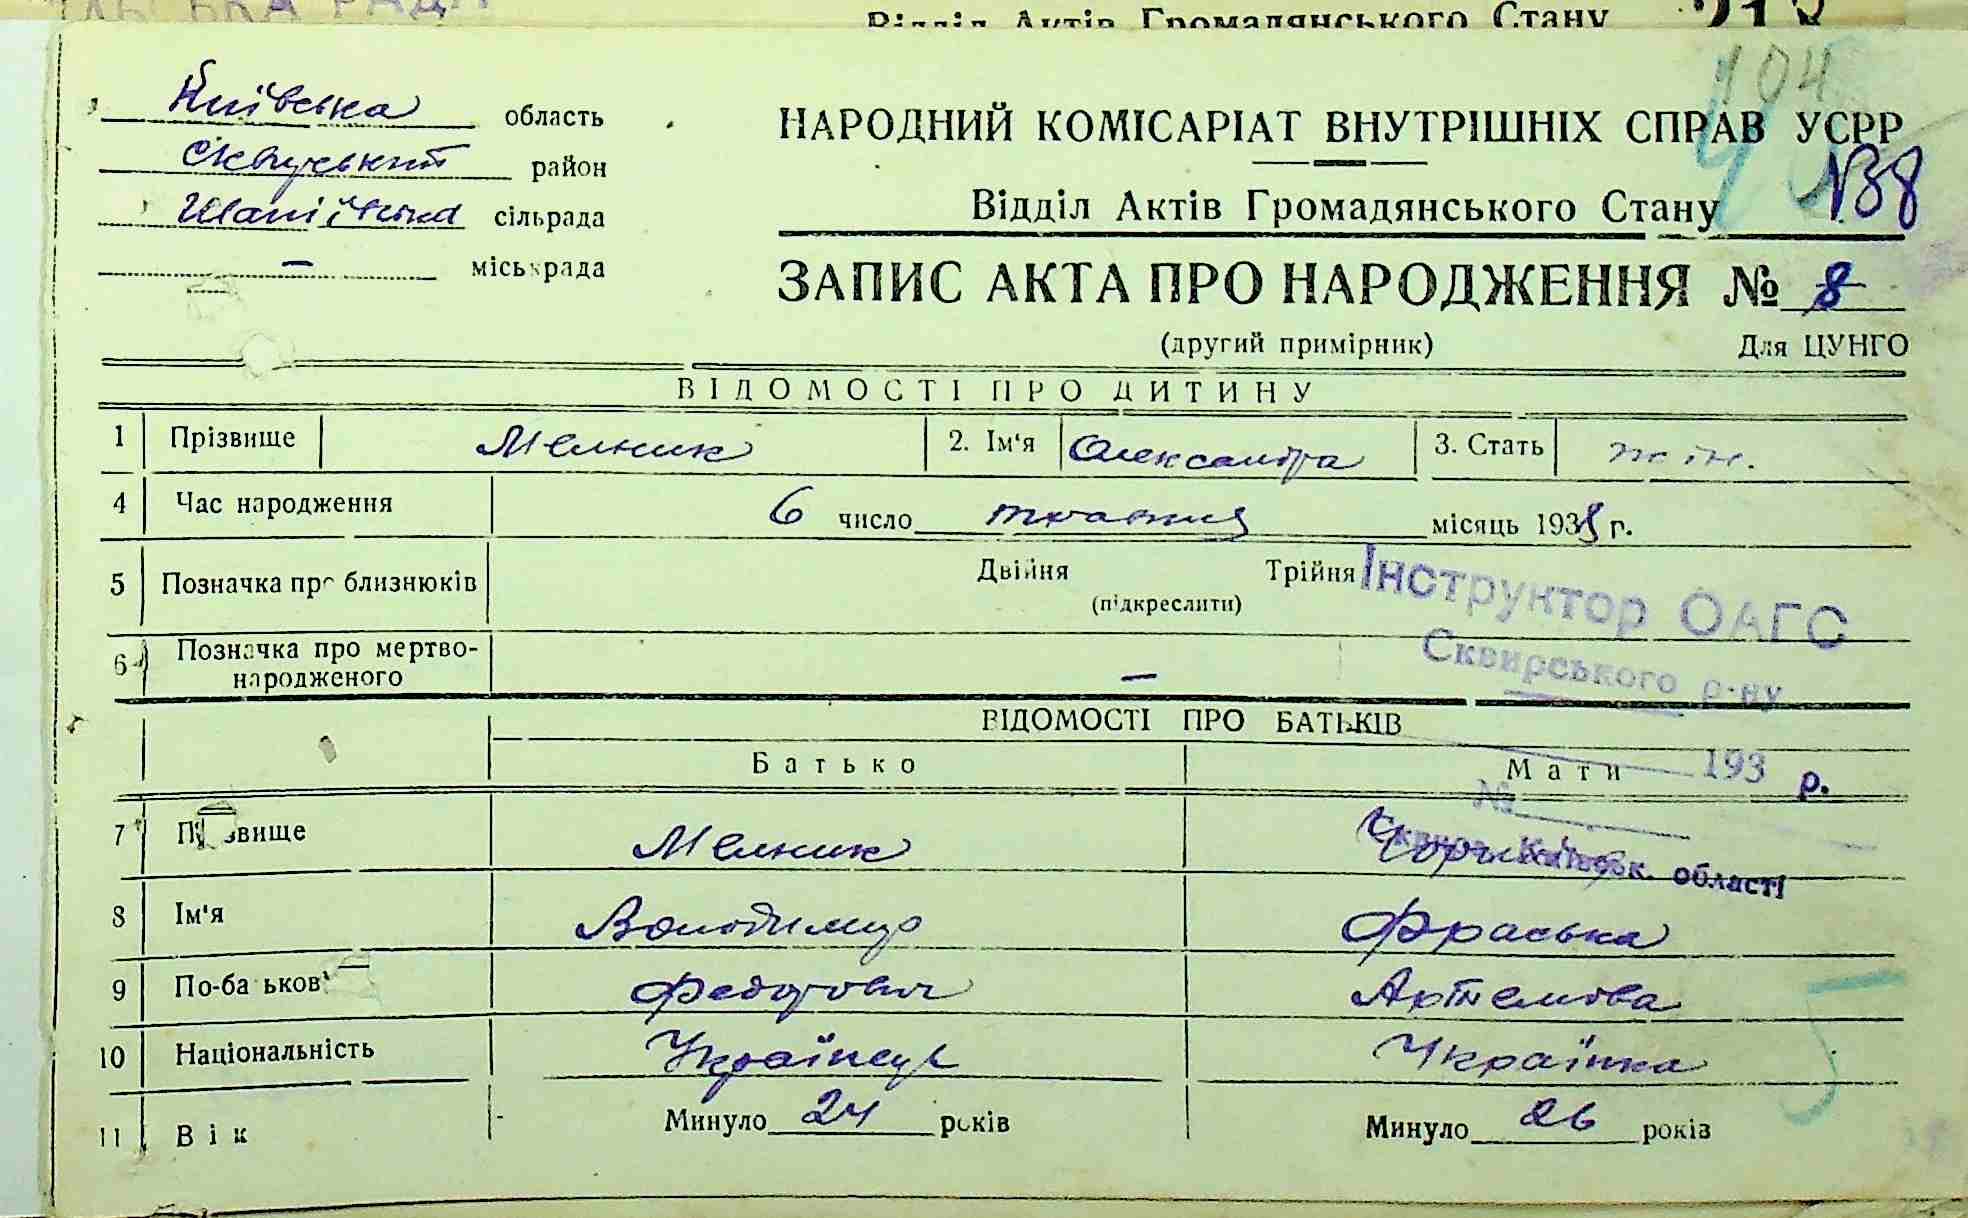 Відділ Актів Громадянського Стану
104
Київська область
Сквирський район
Шаліївська сільрада
— міськрада
НАРОДНИЙ КОМІСАРІАТ ВНУТРІШНІХ СПРАВ УСРР
№38
Відділ Актів Громадянського Стану
ЗАПИС АКТА ПРО НАРОДЖЕННЯ № 8
(другий примірник) Для ЦУНГО
ВІДОМОСТІ ПРО ДИТИНУ
1 Прізвище Мельник 2. Ім'я Олександра 3. Стать жін.
4 Час народження 6 число травня місяць 1938 г.
5 Позначка про близнюків Двійня Трійня
(підкреслити)
Інструктор ОАГС
Сквирського р-ну
6 Позначка про мертво-
народженого —
ВІДОМОСТІ ПРО БАТЬКІВ
Батько Мати
193 р.
№
7 Прізвище Мельник
Київськ. області
8 Ім'я Володимир Фраська
9 По-батькові Федорович Артемова
10 Національність Українець Українка
11 Вік Минуло 24 років Минуло 26 років